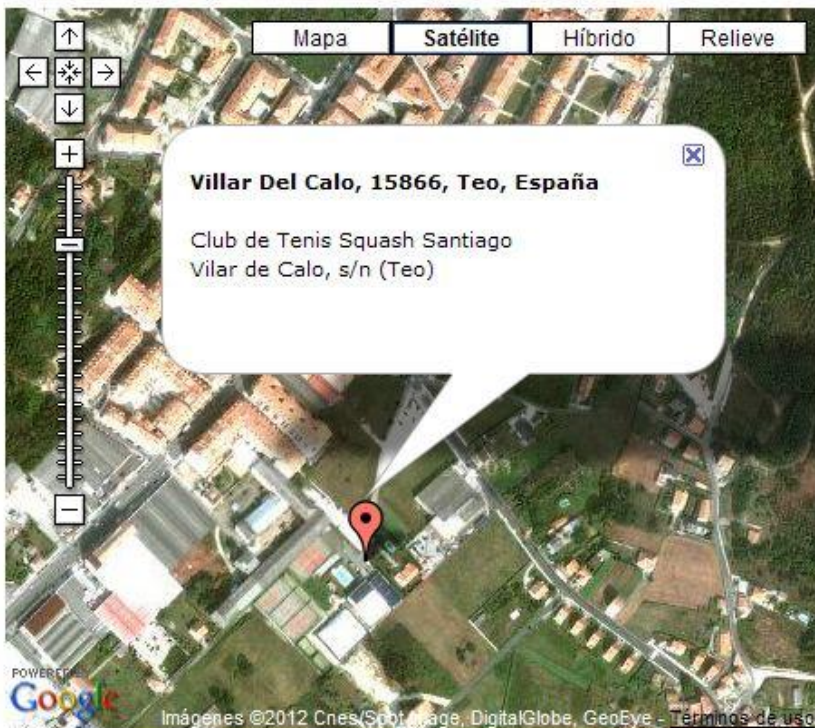 Mapa Satélite Híbrido Relieve
Villar Del Calo, 15866, Teo, España
Club de Tenis Squash Santiago
Vilar de Calo, s/n (Teo)
POWERED
Google
Imágenes ©2012 Cnes/Spot Image, DigitalGlobe, GeoEye - Términos de uso